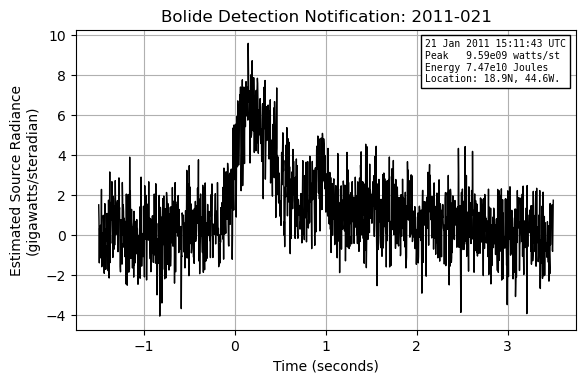 Bolide Detection Notification: 2011-021
21 Jan 2011 15:11:43 UTC
Peak   9.59e09 watts/st
Energy 7.47e10 Joules
Location: 18.9N, 44.6W.
Estimated Source Radiance
(gigawatts/steradian)
10
8
6
4
2
0
−2
−4
−1 0 1 2 3
Time (seconds)